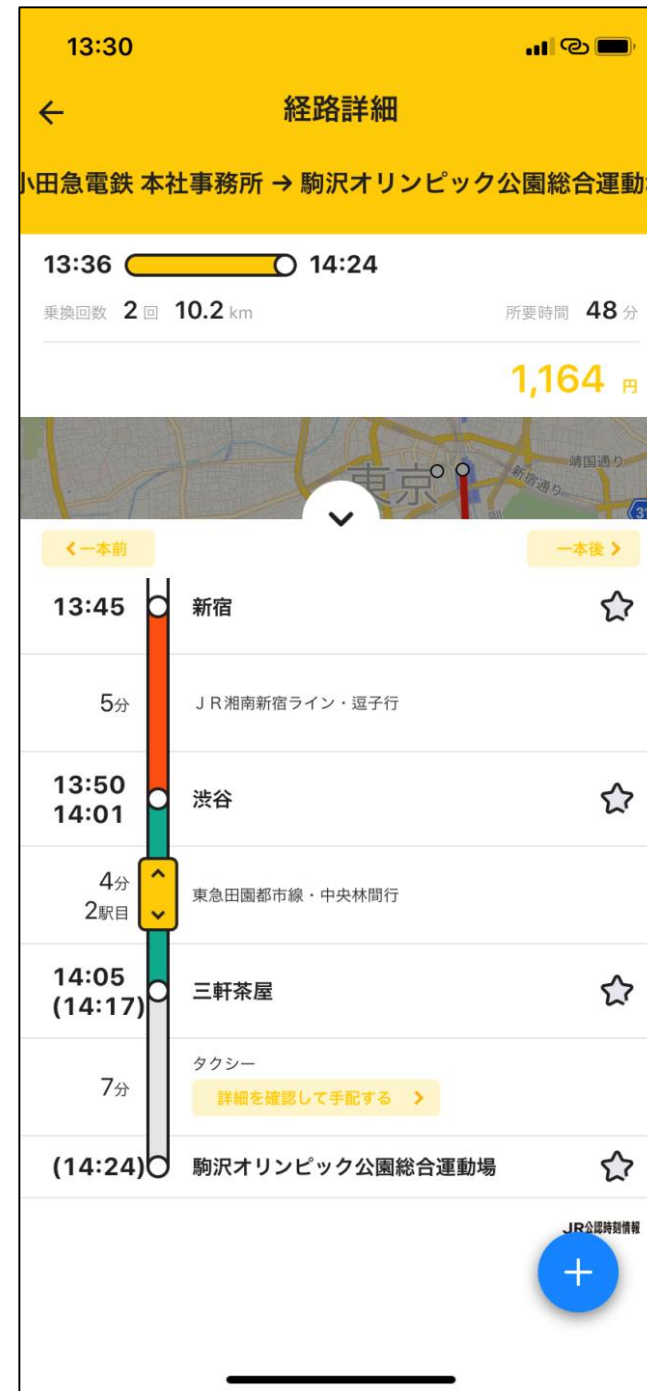 13:30
経路詳細
小田急電鉄 本社事務所 → 駒沢オリンピック公園総合運動
13:36 14:24
乗換回数 2 回 10.2 km 所要時間 48 分
1,164 円
東京
新宿通り
靖国通り
一本前
一本後
13:45 新宿
5分 JR湘南新宿ライン・逗子行
13:50
14:01
渋谷
4分
2駅目
東急田園都市線・中央林間行
14:05
(14:17)
三軒茶屋
タクシー
7分
詳細を確認して手配する
(14:24) 駒沢オリンピック公園総合運動場
JR公認時刻情報